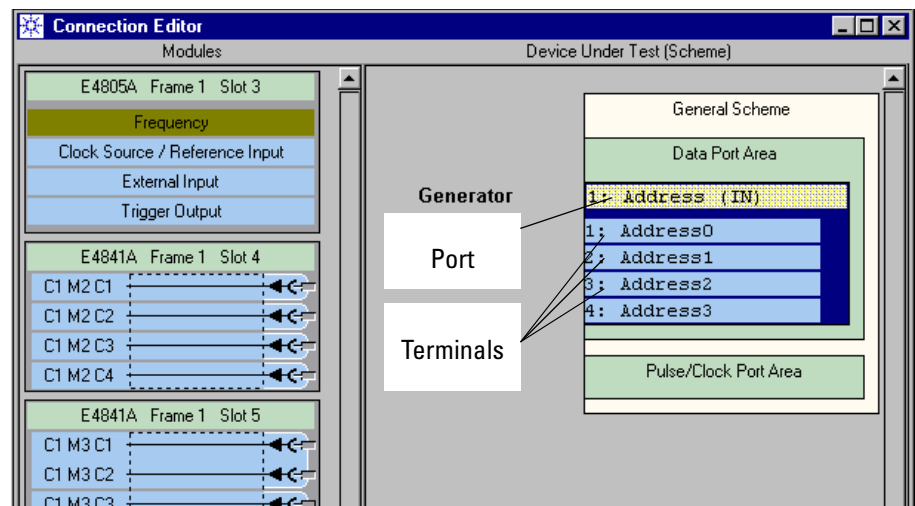 Connection Editor
Modules
Device Under Test (Scheme)
E4805A Frame 1 Slot 3
Frequency
Clock Source / Reference Input
External Input
Trigger Output
E4841A Frame 1 Slot 4
C1 M2 C1
C1 M2 C2
C1 M2 C3
C1 M2 C4
E4841A Frame 1 Slot 5
C1 M3 C1
C1 M3 C2
C1 M3 C3
General Scheme
Data Port Area
Generator
1: Address (IN)
1: Address0
2: Address1
3: Address2
4: Address3
Port
Terminals
Pulse/Clock Port Area